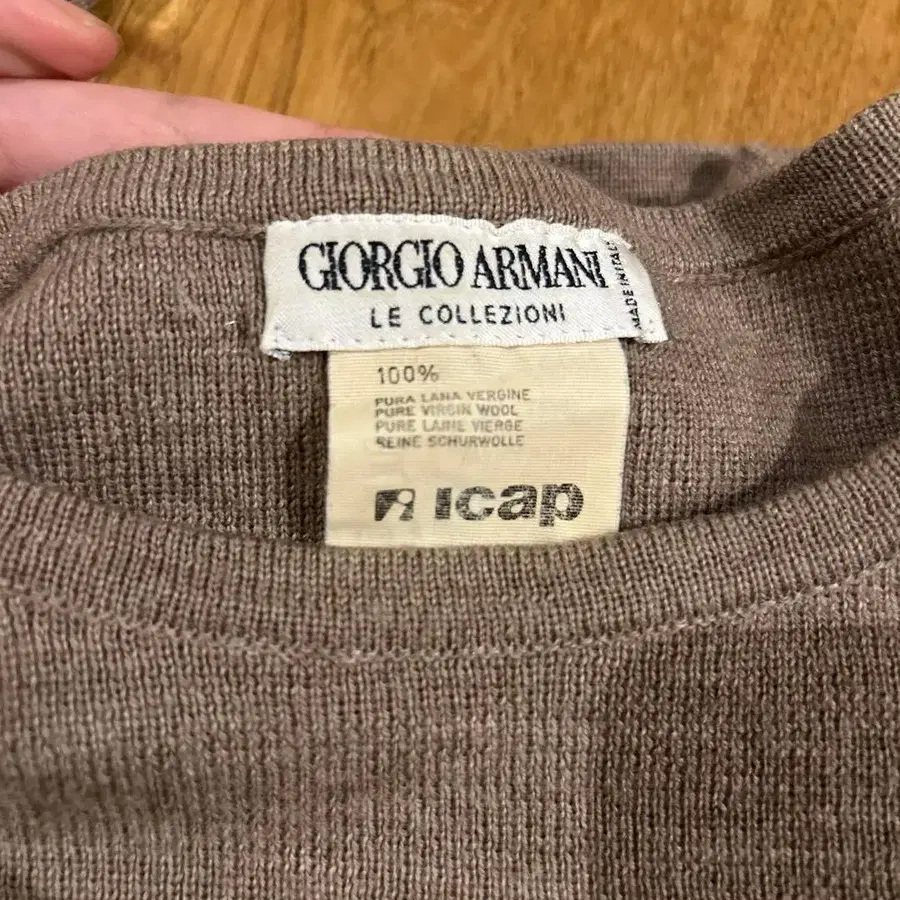 GIORGIO ARMANI
LE COLLEZIONI
MADE IN ITALY
100%
PURA LANA VERGINE
PURE VIRGIN WOOL
PURE LAINE VIERGE
REINE SCHURWOLLE
Icap